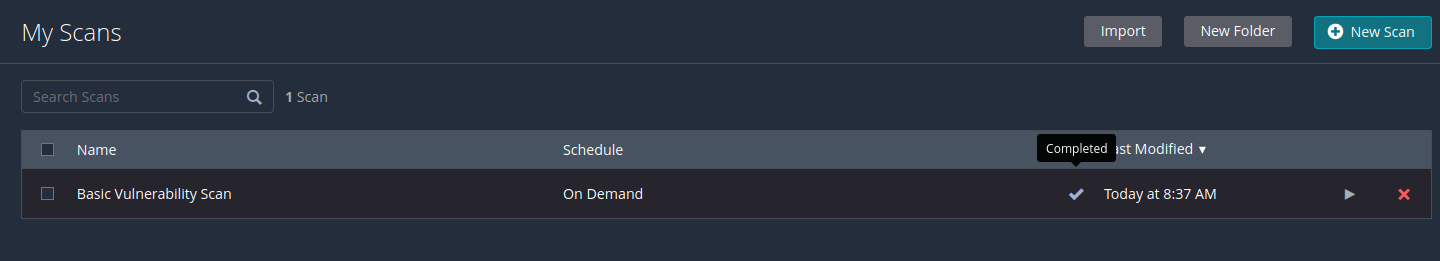 My Scans
Import
New Folder
New Scan
Search Scans
1 Scan
Completed
Name Schedule ast Modified ▾
Basic Vulnerability Scan On Demand Today at 8:37 AM